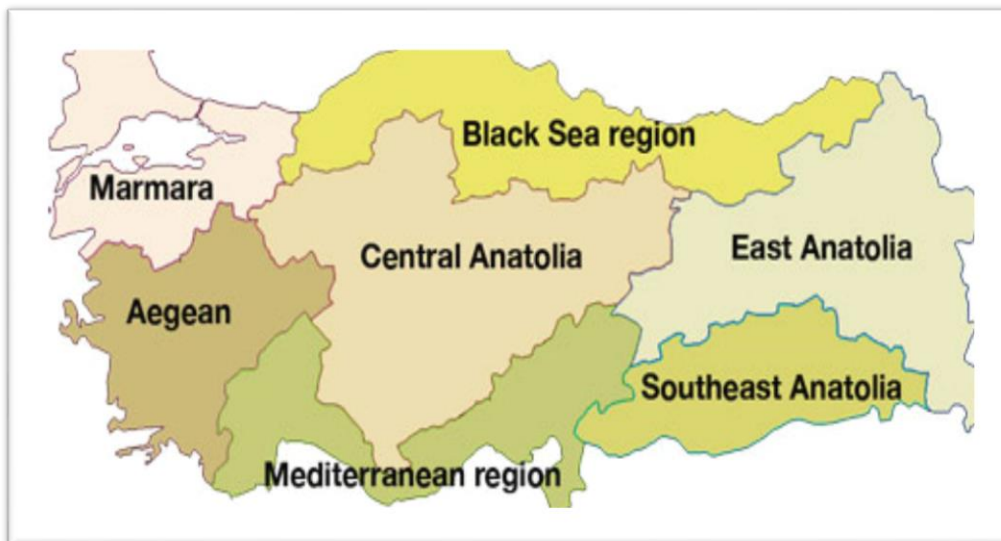 Black Sea region
Marmara
Central Anatolia
East Anatolia
Aegean
Southeast Anatolia
Mediterranean region